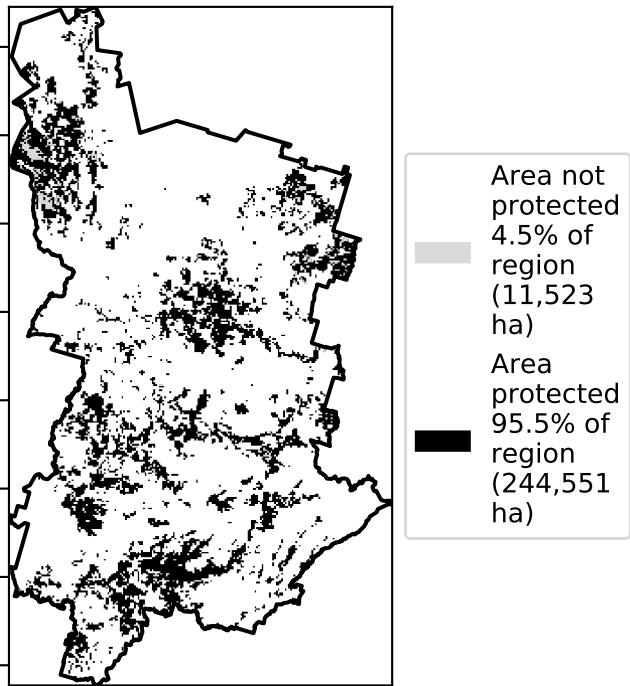 Area not
protected
4.5% of
region
(11,523
ha)
Area
protected
95.5% of
region
(244,551
ha)